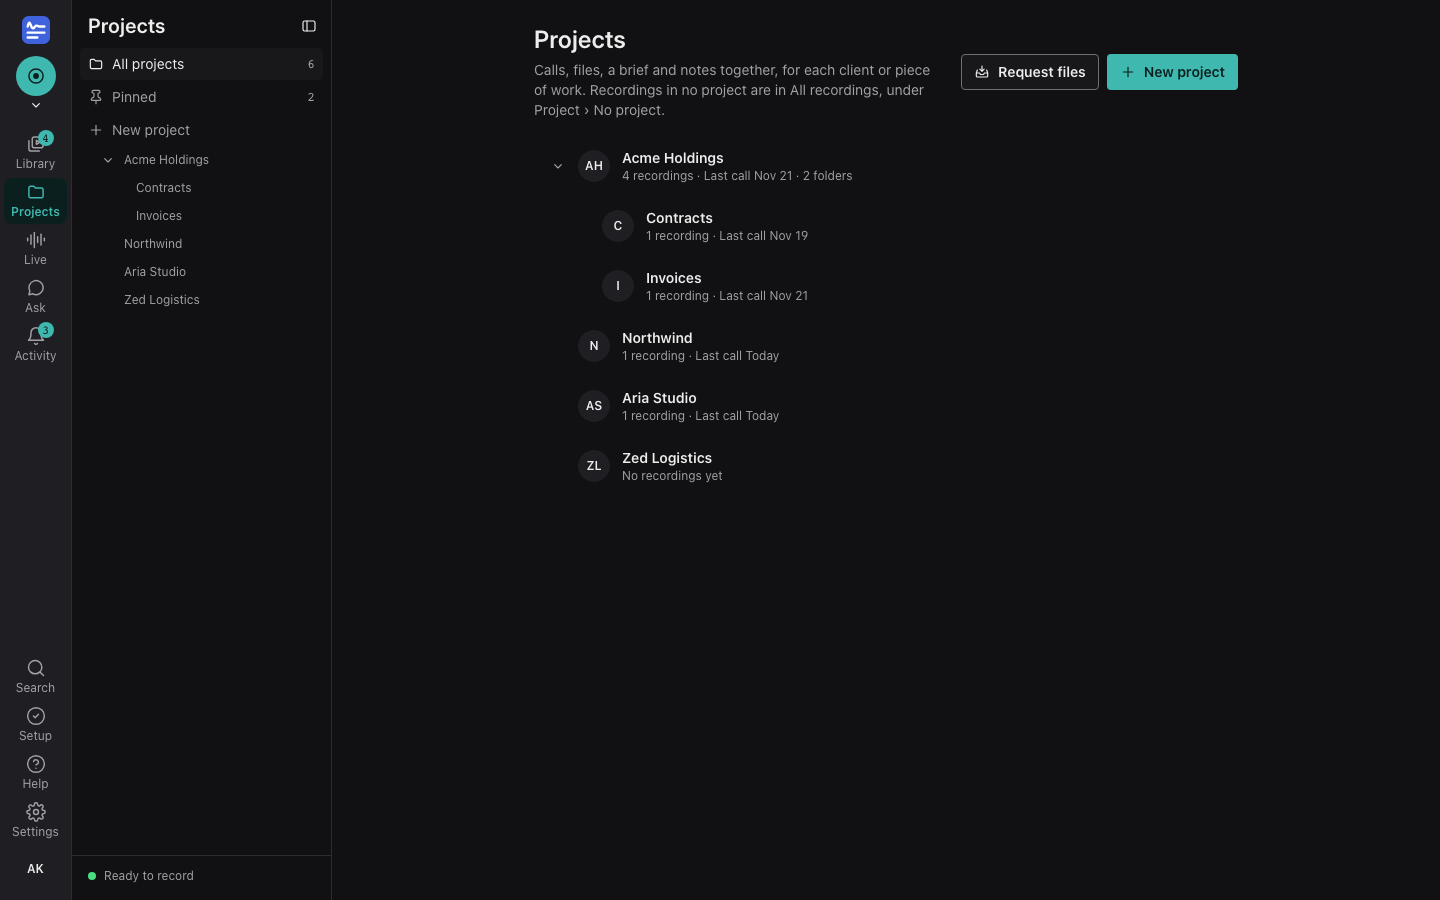 4
Library
Projects
Live
Ask
3
Activity
Search
Setup
Help
Settings
AK
Projects
All projects 6
Pinned 2
New project
Acme Holdings
Contracts
Invoices
Northwind
Aria Studio
Zed Logistics
Ready to record
Projects
Calls, files, a brief and notes together, for each client or piece
of work. Recordings in no project are in All recordings, under
Project › No project.
Request files
New project
AH
Acme Holdings
4 recordings · Last call Nov 21 · 2 folders
C
Contracts
1 recording · Last call Nov 19
I
Invoices
1 recording · Last call Nov 21
N
Northwind
1 recording · Last call Today
AS
Aria Studio
1 recording · Last call Today
ZL
Zed Logistics
No recordings yet